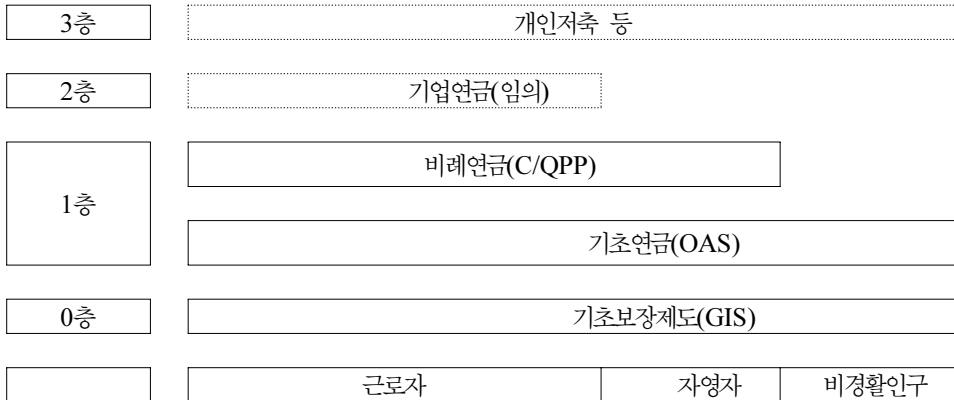 3층 개인저축 등
2층 기업연금(임의)
비례연금(C/QPP)
1층
기초연금(OAS)
0층 기초보장제도(GIS)
근로자 자영자 비경활인구